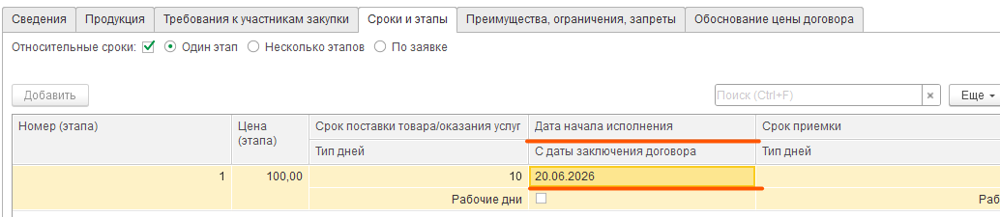 Сведения Продукция Требования к участникам закупки Сроки и этапы Преимущества, ограничения, запреты Обоснование цены договора
Относительные сроки: Один этап Несколько этапов По заявке
Добавить Поиск (Ctrl+F) × Еще
Номер (этапа) Цена (этапа) Срок поставки товара/оказания услуг Дата начала исполнения Срок приемки
Тип дней С даты заключения договора Тип дней
1 100,00 10 20.06.2026
Рабочие дни Раб